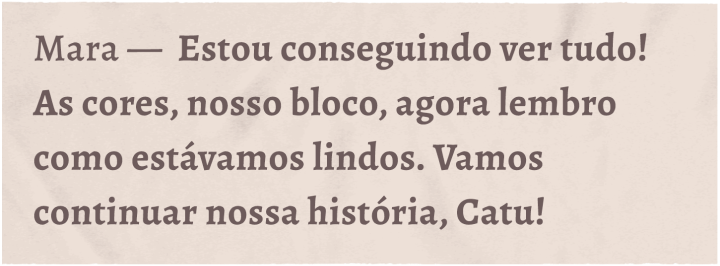 Mara — Estou conseguindo ver tudo!
As cores, nosso bloco, agora lembro
como estávamos lindos. Vamos
continuar nossa história, Catu!